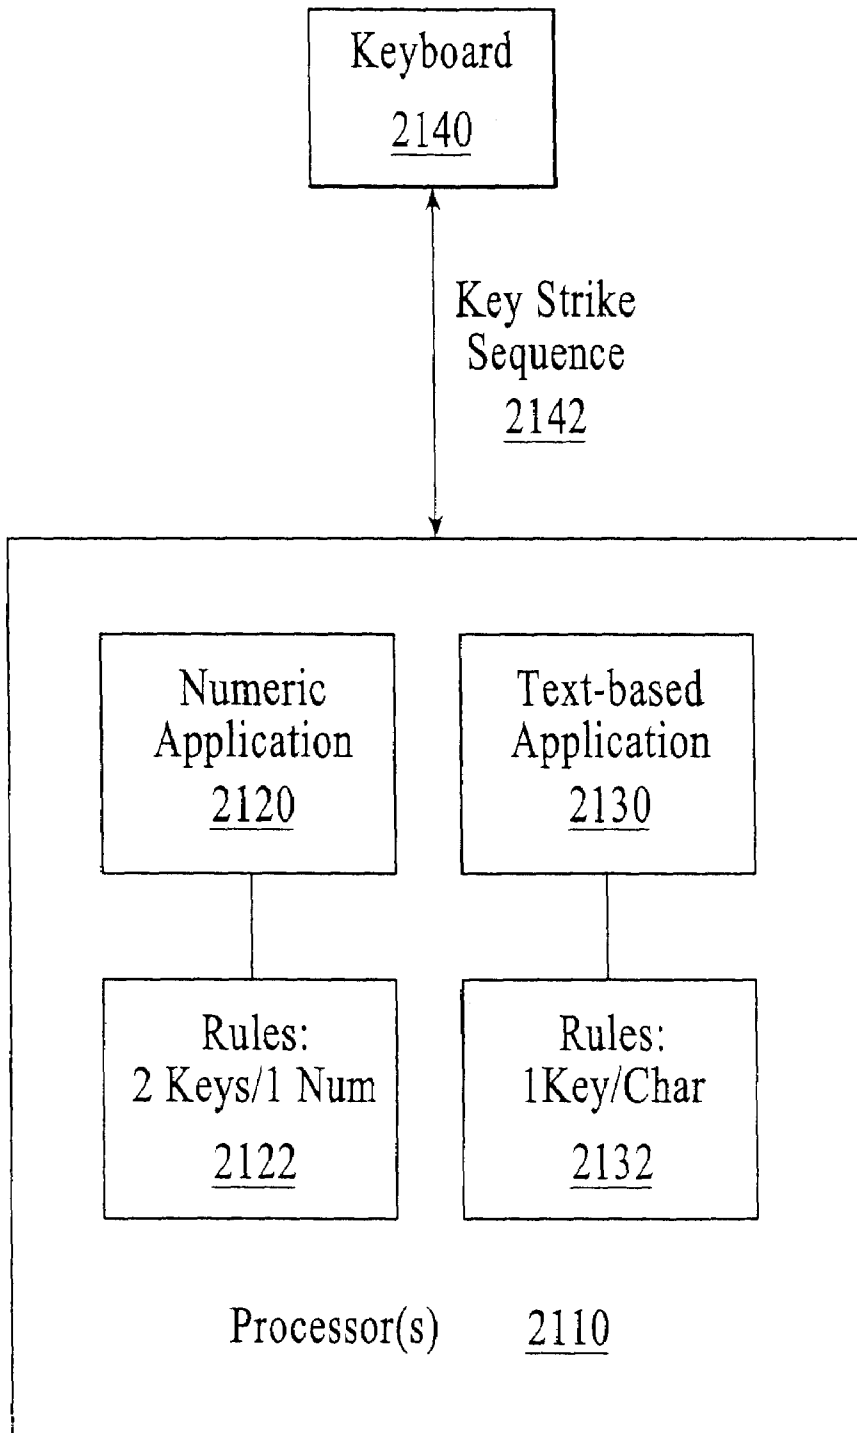 Keyboard
2140
Key Strike
Sequence
2142
Numeric
Application
2120
Text-based
Application
2130
Rules:
2 Keys/1 Num
2122
Rules:
1Key/Char
2132
Processor(s) 2110